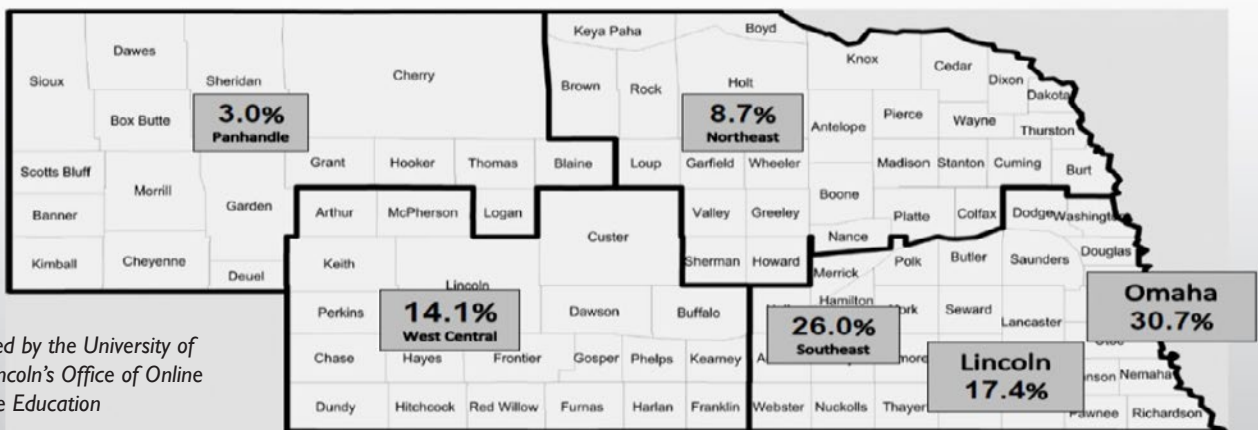 Keya Paha
Boyd
Dawes
Sioux
Sheridan
Cherry
Knox
Cedar
Dixon
Dakota
Brown
Rock
Holt
3.0%
Panhandle
8.7%
Northeast
Box Butte
Antelope
Pierce
Wayne
Thurston
Scotts Bluff
Morrill
Grant
Hooker
Thomas
Blaine
Loup
Garfield
Wheeler
Madison
Stanton
Cuming
Burt
Banner
Garden
Arthur
McPherson
Logan
Custer
Valley
Greeley
Boone
Platte
Colfax
Dodge
Washington
Nance
Kimball
Cheyenne
Deuel
Keith
Lincoln
Sherman
Howard
Merrick
Polk
Butler
Saunders
Douglas
Perkins
14.1%
West Central
Dawson
Buffalo
Hamilton
Seward
Lancaster
26.0%
Southeast
Omaha
30.7%
Chase
Hayes
Frontier
Gosper
Phelps
Kearney
Lincoln
17.4%
Nemaha
Dundy
Hitchcock
Red Willow
Furnas
Harlan
Franklin
Webster
Nuckolls
Thayer
Pawnee
Richardson
ed by the University of
ncoln's Office of Online
e Education